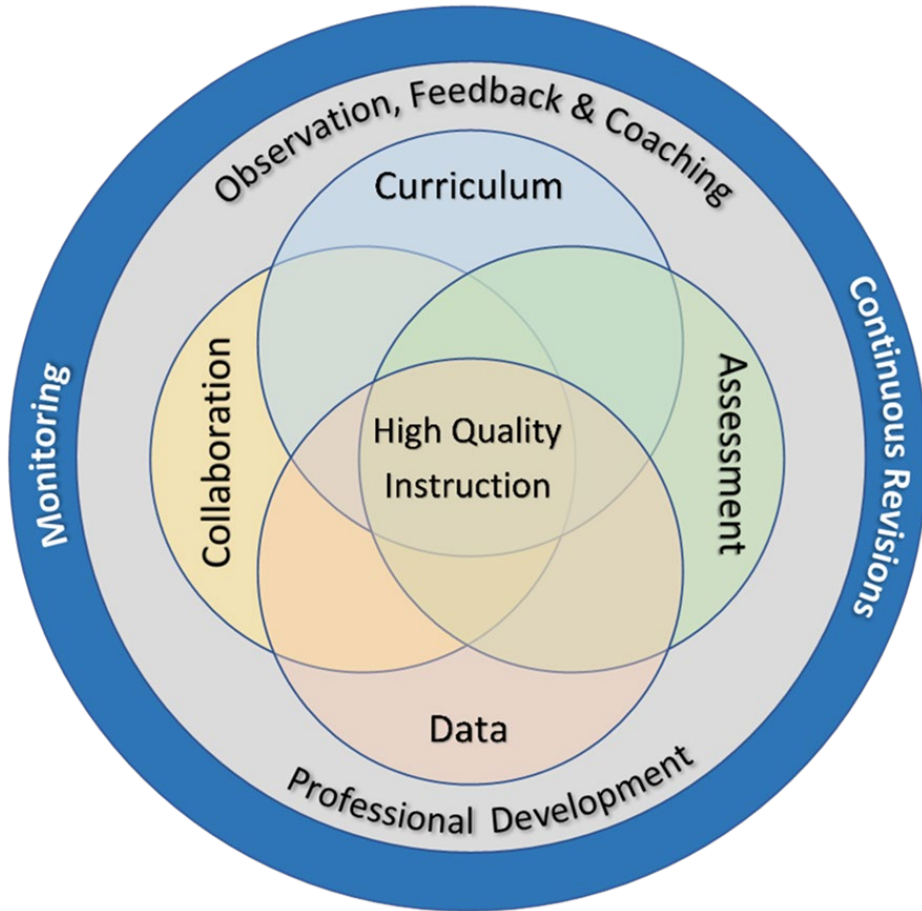 Observation, Feedback & Coaching
Curriculum
Monitoring
Collaboration
High Quality
Instruction
Assessment
Continuous Revisions
Data
Professional Development